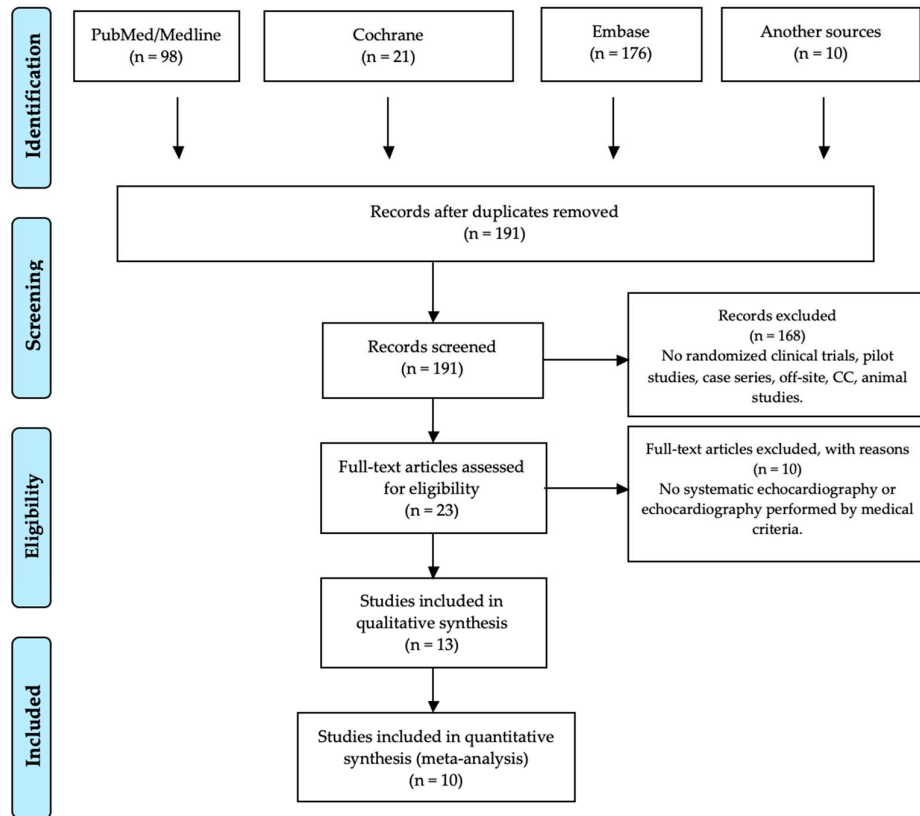 Identification
PubMed/Medline
(n = 98)
Cochrane
(n = 21)
Embase
(n = 176)
Another sources
(n = 10)
Records after duplicates removed
(n = 191)
Screening
Records screened
(n = 191)
Records excluded
(n = 168)
No randomized clinical trials, pilot
studies, case series, off-site, CC, animal
studies.
Eligibility
Full-text articles assessed
for eligibility
(n = 23)
Full-text articles excluded, with reasons
(n = 10)
No systematic echocardiography or
echocardiography performed by medical
criteria.
Studies included in
qualitative synthesis
(n = 13)
Included
Studies included in quantitative
synthesis (meta-analysis)
(n = 10)